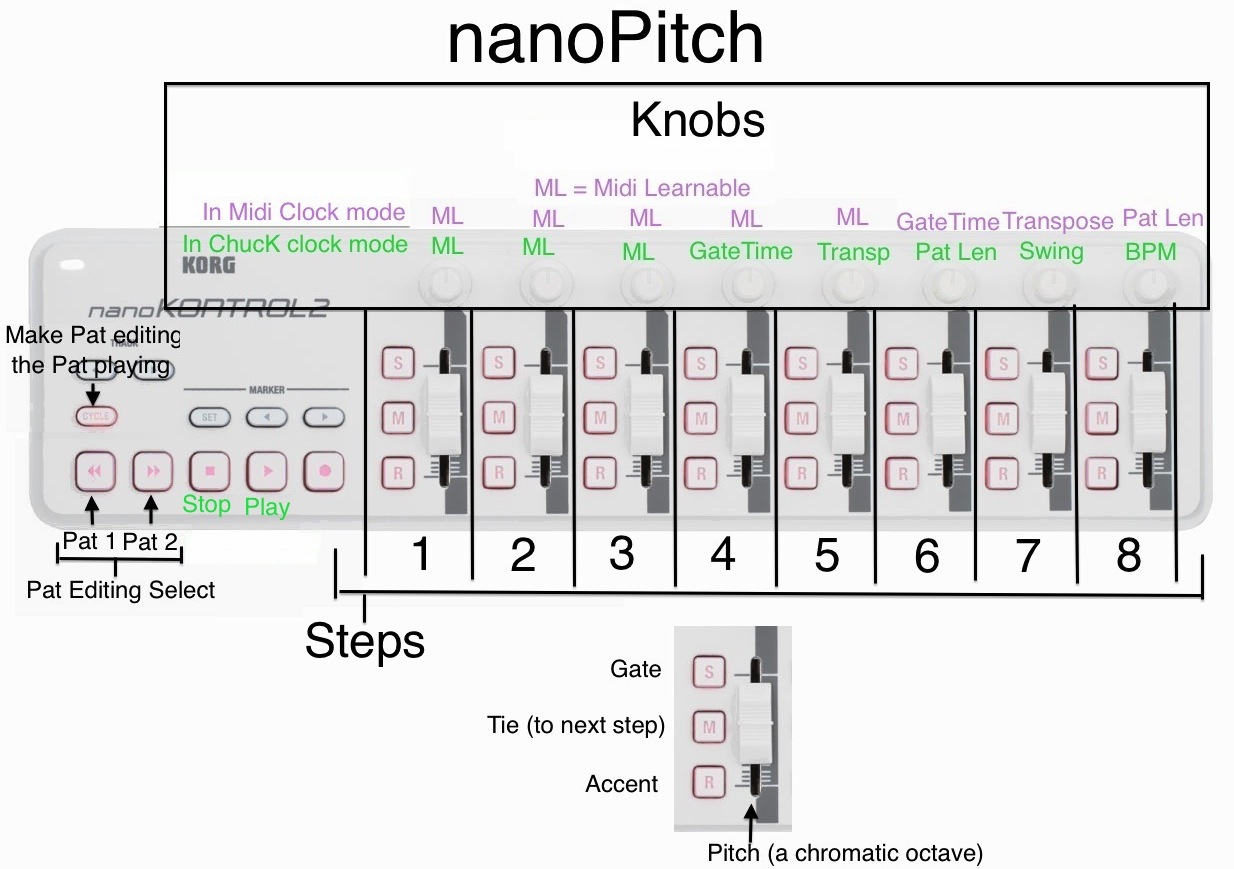 nanoPitch
Knobs
ML = Midi Learnable
In Midi Clock mode ML ML ML ML ML GateTime Transpose Pat Len
In ChucK clock mode ML ML ML GateTime Transp Pat Len Swing BPM
KORG
nanoKONTROL2
Make Pat editing
TRACK
the Pat playing
S S S S S S S S
MARKER
CYCLE SET M M M M M M M M
R R R R R R R R
Stop Play
Pat 1 Pat 2
1 2 3 4 5 6 7 8
Pat Editing Select
Steps
Gate S
Tie (to next step) M
Accent R
Pitch (a chromatic octave)